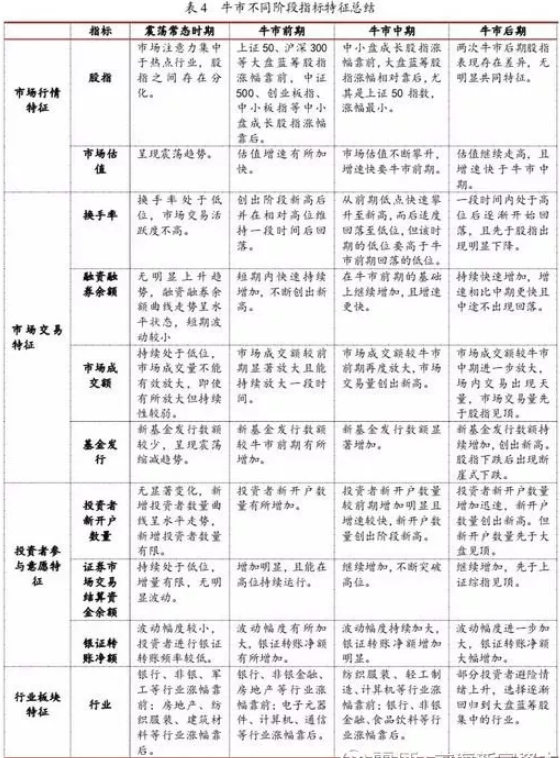 表 4 牛市不同阶段指标特征总结
指标 震荡常态时期 牛市前期 牛市中期 牛市后期
市场行情
特征
股指
市场注意力集中
于热点行业，股
指之间存在分
化。
上证 50、沪深 300
等大盘蓝筹股指
涨幅靠前，中证
500、创业板指、
中小板指等中小
盘成长股指涨幅
靠后。
中小盘成长股指涨
幅靠前，大盘蓝筹股
指涨幅相对靠后，尤
其是上证 50 指数，
涨幅最小。
两次牛市后期股指
表现存在差异，无
明显共同特征。
市场估
值
呈现震荡趋势。
估值增速有所加
快。
市场估值不断攀升，
增速快要牛市前期。
估值继续走高，且
增速快于牛市中
期。
市场交易
特征
换手率
换手率处于低
位，市场交易活
跃度不高。
创出阶段新高后
并在相对高位维
持一段时间后回
落。
从前期低点快速攀
升至新高，而后适度
回落至低位，但该时
期的低位要高于牛
市前期回落的低位。
一段时间内处于高
位后逐渐开始回
落，且先于股指出
现明显下降。
融资融
券余额
无明显上升趋
势，融资融券余
额曲线走势呈水
平状态，短期波
动较小
短期内快速持续
增加，不断创出新
高。
在牛市前期的基础
上继续增加，且增速
更快。
持续快速增加，增
速相比中期更快且
中途不出现回落。
市场成
交额
持续处于低位，
市场成交量不能
有效放大，即使
有所放大但持续
性较弱。
市场成交额较前
期显著放大且能
持续放大一段时
间。
市场成交额较牛市
前期再度放大，市场
交易量创出新高。
市场成交额较牛市
中期进一步放大，
场内交易出现天
量，市场交易量先
于股指见顶。
基金发
行
新基金发行数额
较少，呈现震荡
缩减趋势。
新基金发行数额
较牛市前期有所
增加。
新基金发行数额显
著增加。
新基金发行数额持
续增加，创出新高。
股指下跌后出现断
崖式下跌。
投资者参
与意愿特
征
投资者
新开户
数量
无显著变化，新
增投资者数量曲
线呈水平走势，
新增投资者数量
有限。
投资者新开户数
量有所增加。
投资者新开户数量
较前期增加明显且
增速较快，新开户数
量创出阶段新高。
投资者新开户数量
增加迅速，新开户
数量创出新高。但
新开户数量先于大
盘见顶。
证券市
场交易
结算资
金余额
持续处于低位，
增量有限，无明
显波动。
增加明显，且能在
高位持续运行。
继续增加，不断突破
高位。
继续增加，先于上
证综指见顶。
银证转
账净额
波动幅度较小，
投资者进行银证
转账频率较低。
波动幅度有所加
大，银证转账净额
有所增加。
波动幅度持续加大，
银证转账净额增加
明显。
波动幅度进一步加
大，银证转账净额
大幅增加。
行业板块
特征
行业
银行、非银、军
工等行业涨幅靠
前；房地产、纺
织服装、建筑材
料等行业涨幅靠
后。
银行、非银金融、
房地产等行业涨
幅靠前；电子元器
件、计算机、通信
等行业涨幅靠后。
纺织服装、轻工制
造、计算机等行业涨
幅靠前；银行、非银
金融、食品饮料等行
业涨幅靠后。
部分投资者避险情
绪上升，选择逐渐
回归到大盘蓝筹股
集中的行业。